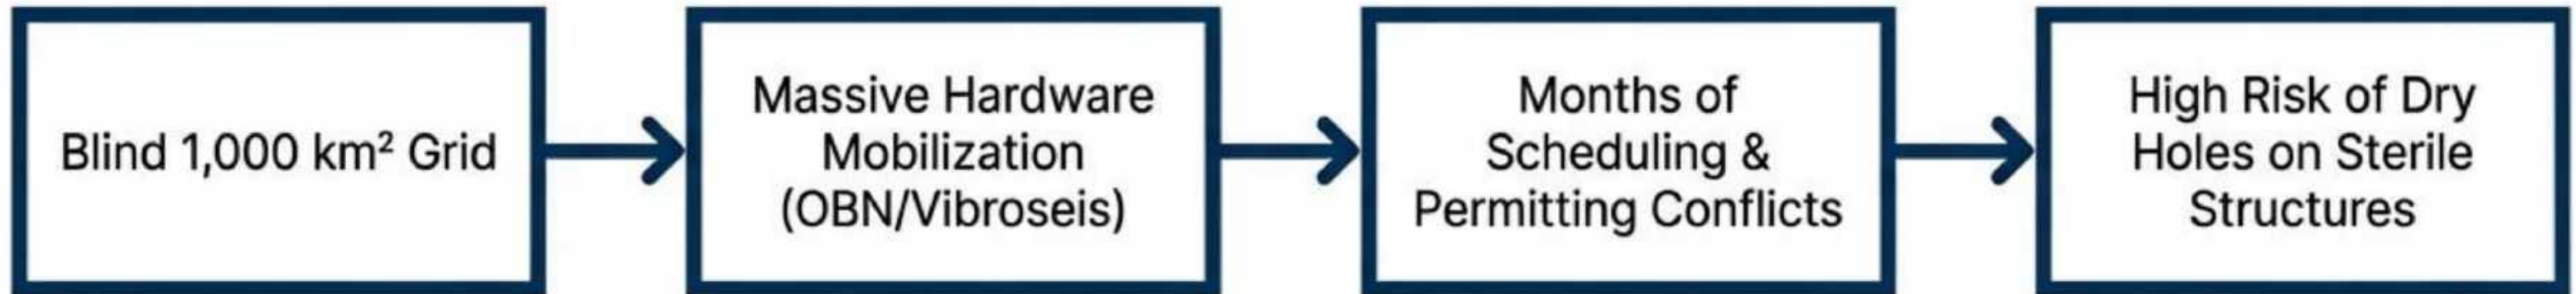 Blind 1,000 km² Grid
Massive Hardware
Mobilization
(OBN/Vibroseis)
Months of
Scheduling &
Permitting Conflicts
High Risk of Dry
Holes on Sterile
Structures